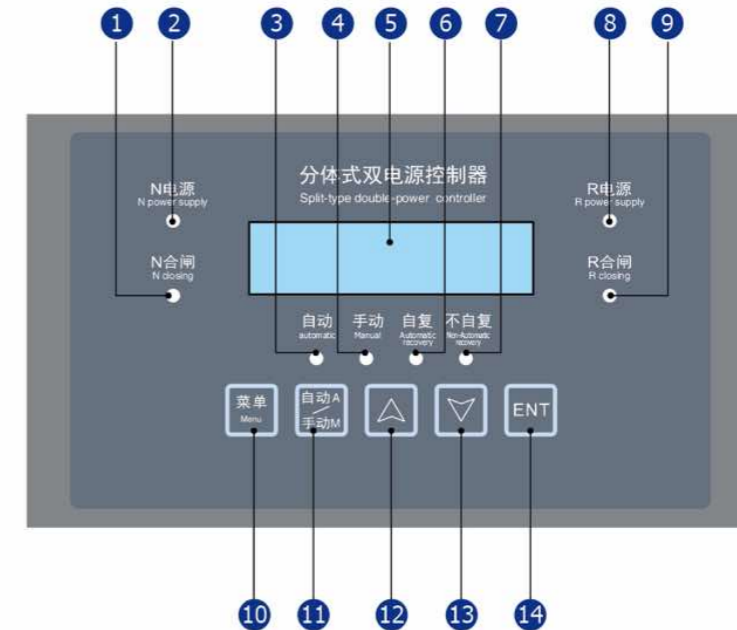 1 2 3 4 5 6 7 8 9
分体式双电源控制器
Split-type double-power controller
N电源
N power supply
R电源
R power supply
N合闸
N closing
R合闸
R closing
自动 手动 自复 不自复
automatic Manual Automatic recovery Non-Automatic recovery
菜单
Menu
自动A
手动M
ENT
10 11 12 13 14